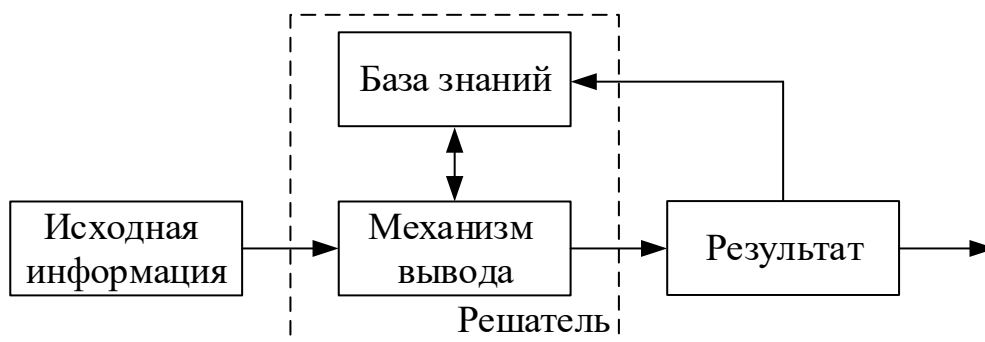 База знаний
Исходная
информация
Механизм
вывода
Результат
Решатель